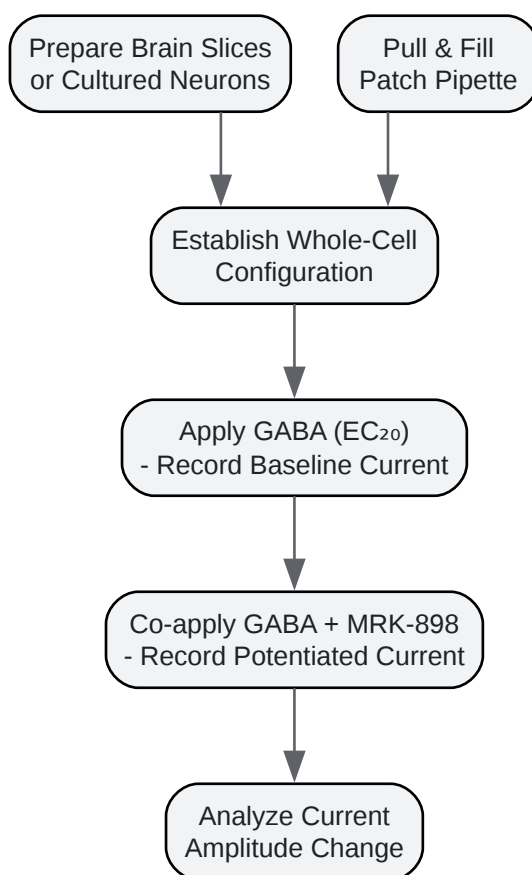 Prepare Brain Slices
or Cultured Neurons
Pull & Fill
Patch Pipette
Establish Whole-Cell
Configuration
Apply GABA (EC₂₀)
- Record Baseline Current
Co-apply GABA + MRK-898
- Record Potentiated Current
Analyze Current
Amplitude Change